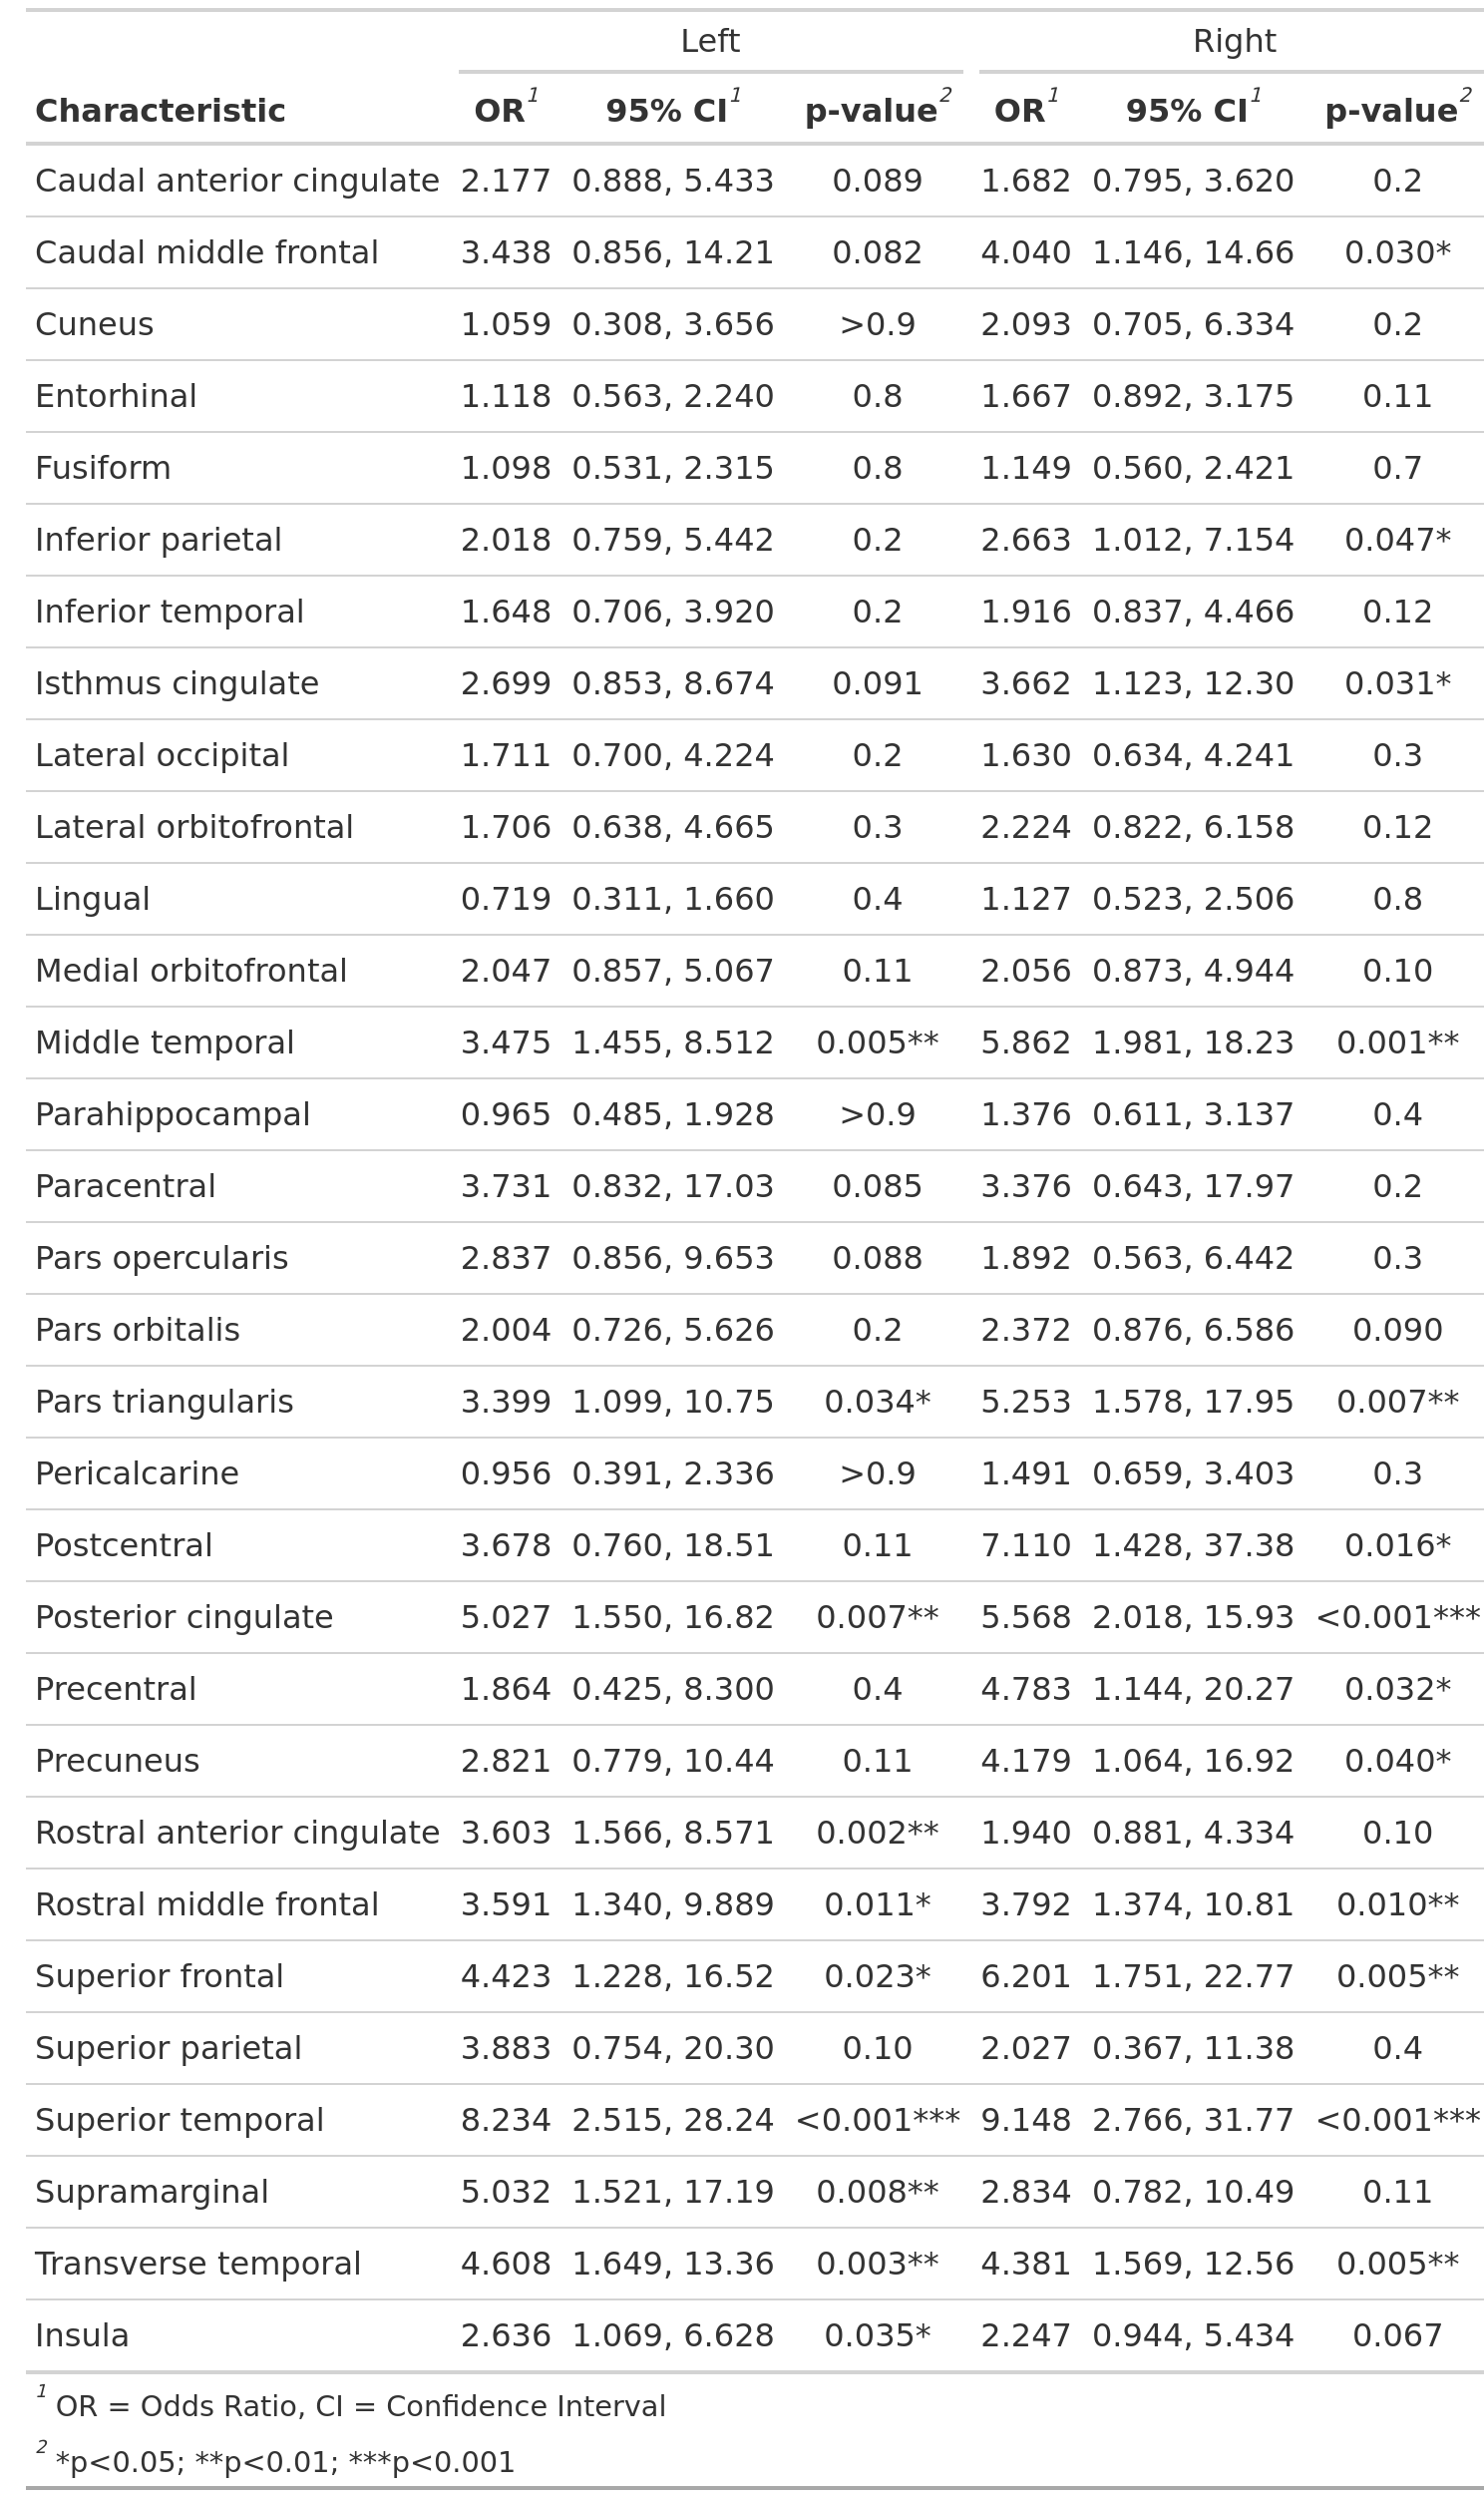 Left Right
Characteristic OR1 95% CI1 p-value2 OR1 95% CI1 p-value2
Caudal anterior cingulate 2.177 0.888, 5.433 0.089 1.682 0.795, 3.620 0.2
Caudal middle frontal 3.438 0.856, 14.21 0.082 4.040 1.146, 14.66 0.030*
Cuneus 1.059 0.308, 3.656 >0.9 2.093 0.705, 6.334 0.2
Entorhinal 1.118 0.563, 2.240 0.8 1.667 0.892, 3.175 0.11
Fusiform 1.098 0.531, 2.315 0.8 1.149 0.560, 2.421 0.7
Inferior parietal 2.018 0.759, 5.442 0.2 2.663 1.012, 7.154 0.047*
Inferior temporal 1.648 0.706, 3.920 0.2 1.916 0.837, 4.466 0.12
Isthmus cingulate 2.699 0.853, 8.674 0.091 3.662 1.123, 12.30 0.031*
Lateral occipital 1.711 0.700, 4.224 0.2 1.630 0.634, 4.241 0.3
Lateral orbitofrontal 1.706 0.638, 4.665 0.3 2.224 0.822, 6.158 0.12
Lingual 0.719 0.311, 1.660 0.4 1.127 0.523, 2.506 0.8
Medial orbitofrontal 2.047 0.857, 5.067 0.11 2.056 0.873, 4.944 0.10
Middle temporal 3.475 1.455, 8.512 0.005** 5.862 1.981, 18.23 0.001**
Parahippocampal 0.965 0.485, 1.928 >0.9 1.376 0.611, 3.137 0.4
Paracentral 3.731 0.832, 17.03 0.085 3.376 0.643, 17.97 0.2
Pars opercularis 2.837 0.856, 9.653 0.088 1.892 0.563, 6.442 0.3
Pars orbitalis 2.004 0.726, 5.626 0.2 2.372 0.876, 6.586 0.090
Pars triangularis 3.399 1.099, 10.75 0.034* 5.253 1.578, 17.95 0.007**
Pericalcarine 0.956 0.391, 2.336 >0.9 1.491 0.659, 3.403 0.3
Postcentral 3.678 0.760, 18.51 0.11 7.110 1.428, 37.38 0.016*
Posterior cingulate 5.027 1.550, 16.82 0.007** 5.568 2.018, 15.93 <0.001***
Precentral 1.864 0.425, 8.300 0.4 4.783 1.144, 20.27 0.032*
Precuneus 2.821 0.779, 10.44 0.11 4.179 1.064, 16.92 0.040*
Rostral anterior cingulate 3.603 1.566, 8.571 0.002** 1.940 0.881, 4.334 0.10
Rostral middle frontal 3.591 1.340, 9.889 0.011* 3.792 1.374, 10.81 0.010**
Superior frontal 4.423 1.228, 16.52 0.023* 6.201 1.751, 22.77 0.005**
Superior parietal 3.883 0.754, 20.30 0.10 2.027 0.367, 11.38 0.4
Superior temporal 8.234 2.515, 28.24 <0.001*** 9.148 2.766, 31.77 <0.001***
Supramarginal 5.032 1.521, 17.19 0.008** 2.834 0.782, 10.49 0.11
Transverse temporal 4.608 1.649, 13.36 0.003** 4.381 1.569, 12.56 0.005**
Insula 2.636 1.069, 6.628 0.035* 2.247 0.944, 5.434 0.067
1 OR = Odds Ratio, CI = Confidence Interval
2 *p<0.05; **p<0.01; ***p<0.001